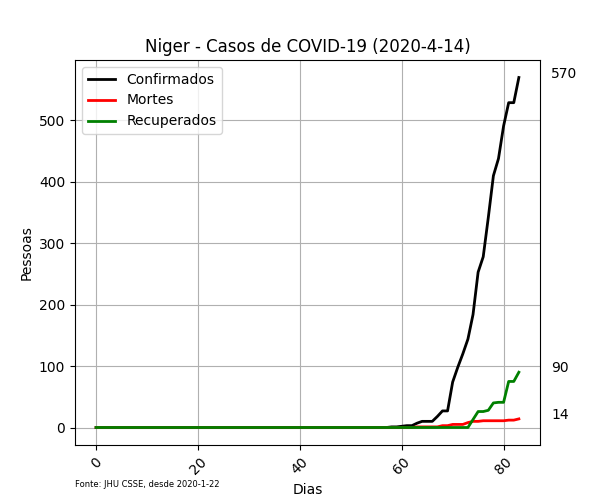 Niger - Casos de COVID-19 (2020-4-14)
Confirmados
Mortes
Recuperados
570
90
14
Pessoas
500
400
300
200
100
0
0 20 40 60 80
Dias
Fonte: JHU CSSE, desde 2020-1-22